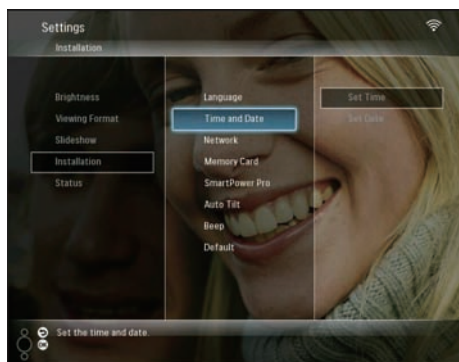 Settings
Installation
Brightness
Viewing Format
Slideshow
Installation
Status
Language
Time and Date
Network
Memory Card
SmartPower Pro
Auto Tilt
Beep
Default
Set Time
Set Date
Set the time and date.
OK